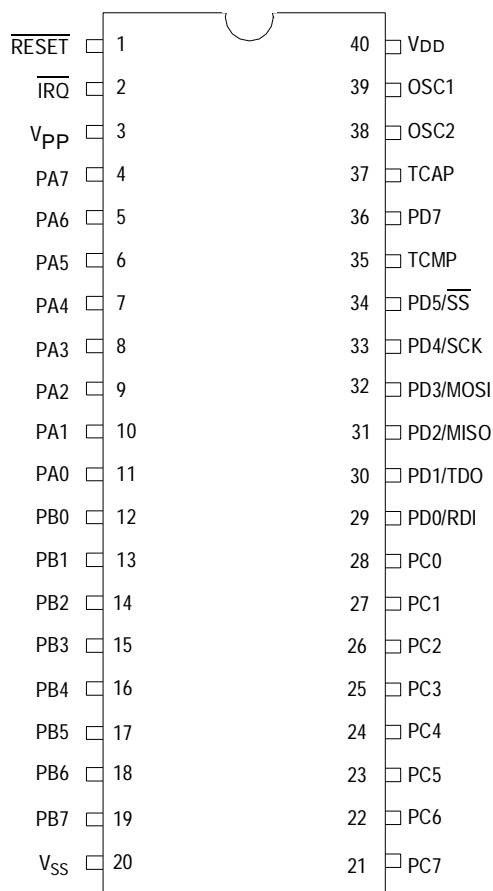 R̅E̅S̅E̅T̅ 1 40 VDD
I̅R̅Q̅ 2 39 OSC1
VPP 3 38 OSC2
PA7 4 37 TCAP
PA6 5 36 PD7
PA5 6 35 TCMP
PA4 7 34 PD5/S̅S̅
PA3 8 33 PD4/SCK
PA2 9 32 PD3/MOSI
PA1 10 31 PD2/MISO
PA0 11 30 PD1/TDO
PB0 12 29 PD0/RDI
PB1 13 28 PC0
PB2 14 27 PC1
PB3 15 26 PC2
PB4 16 25 PC3
PB5 17 24 PC4
PB6 18 23 PC5
PB7 19 22 PC6
VSS 20 21 PC7